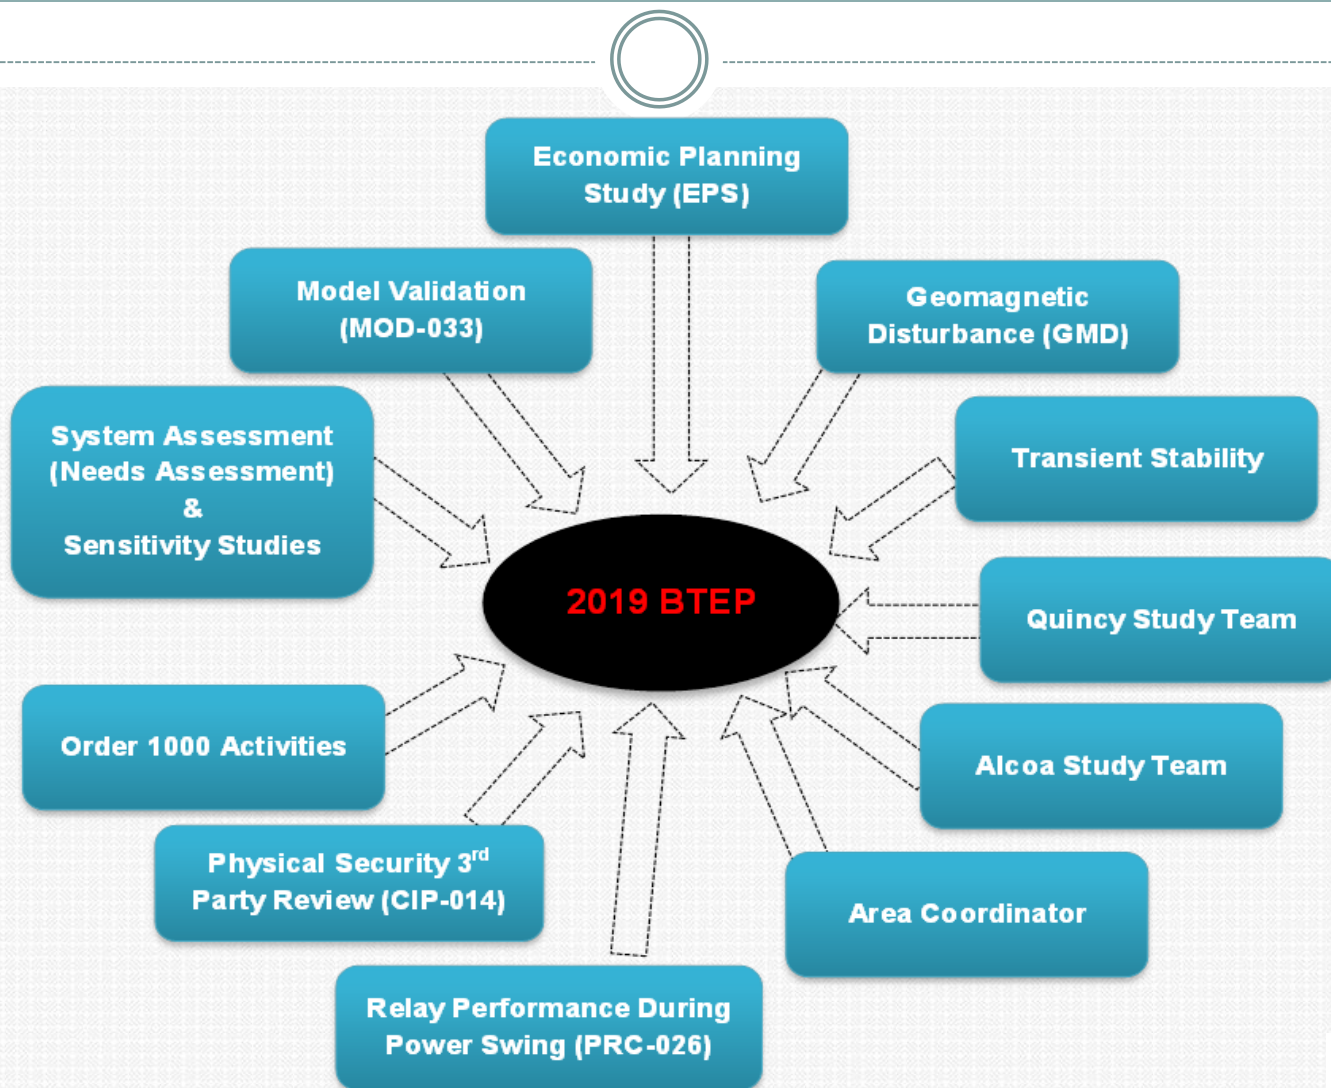 Economic Planning
Study (EPS)
Model Validation
(MOD-033)
Geomagnetic
Disturbance (GMD)
System Assessment
(Needs Assessment)
&
Sensitivity Studies
Transient Stability
2019 BTEP
Quincy Study Team
Order 1000 Activities
Alcoa Study Team
Physical Security 3rd
Party Review (CIP-014)
Area Coordinator
Relay Performance During
Power Swing (PRC-026)